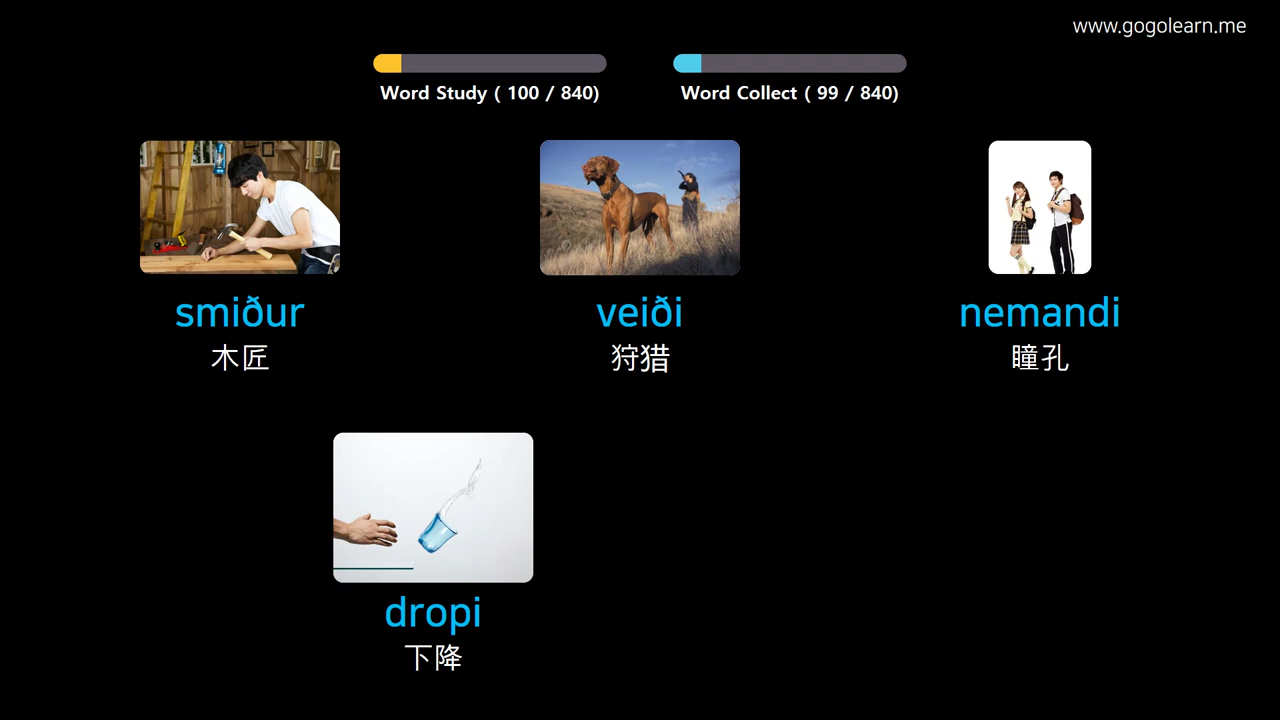 www.gogolearn.me
Word Study ( 100 / 840)
Word Collect ( 99 / 840)
smiður
木匠
veiði
狩猎
nemandi
瞳孔
dropi
下降